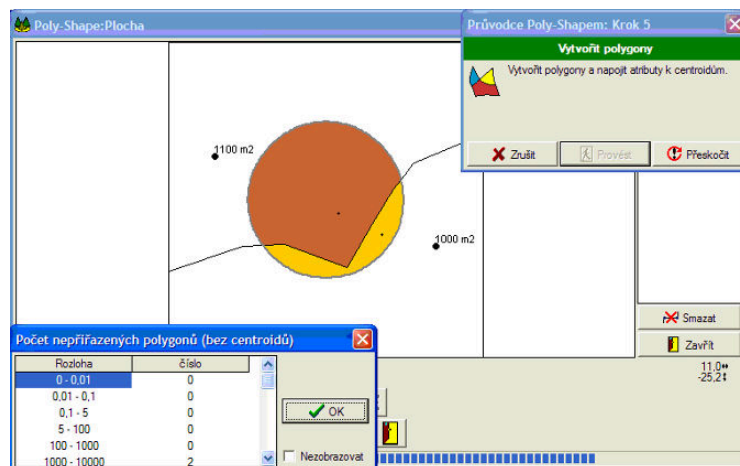 Poly-Shape:Plocha
Průvodce Poly-Shapem: Krok 5
Vytvořit polygony
Vytvořit polygony a napojit atributy k centroidům.
Zrušit
Provést
Přeskočit
1100 m2
1000 m2
Smazat
Zavřít
11,0
-25,2
Počet nepřiřazených polygonů (bez centroidů)
Rozloha číslo
0 - 0,01 0
0,01 - 0,1 0
0,1 - 5 0
5 - 100 0
100 - 1000 0
1000 - 10000 2
OK
Nezobrazovat